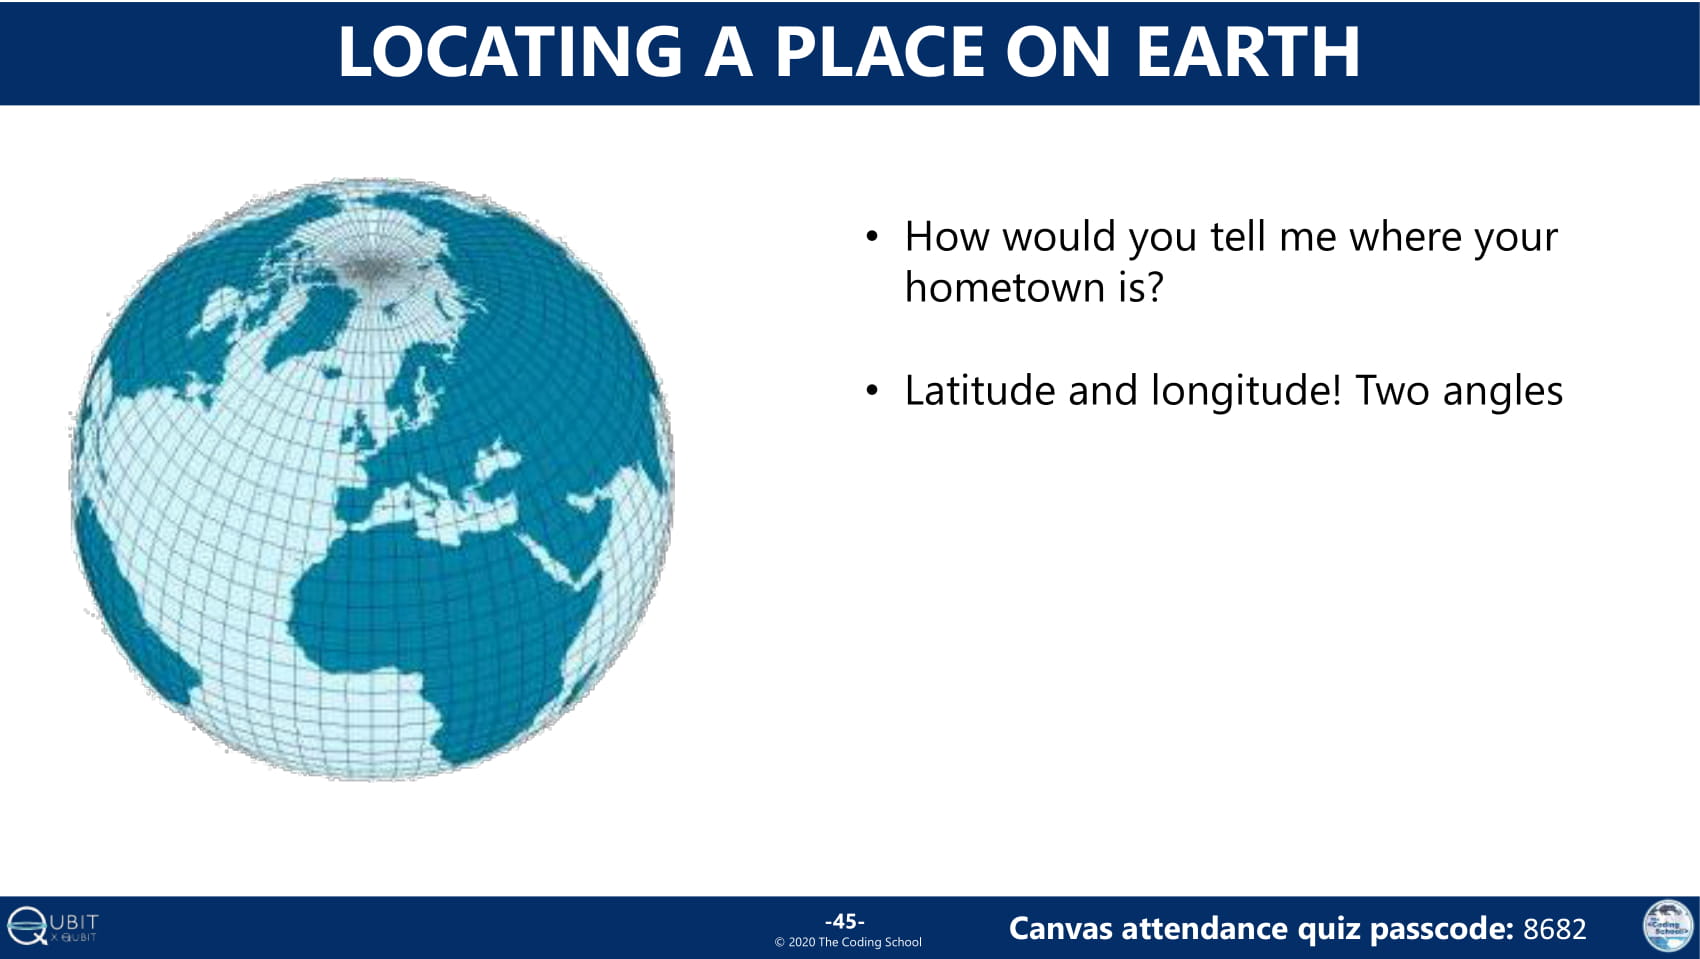 LOCATING A PLACE ON EARTH
• How would you tell me where your
hometown is?
• Latitude and longitude! Two angles
QUBIT
X QUBIT
-45-
© 2020 The Coding School
Canvas attendance quiz passcode: 8682
The
<Coding
School>